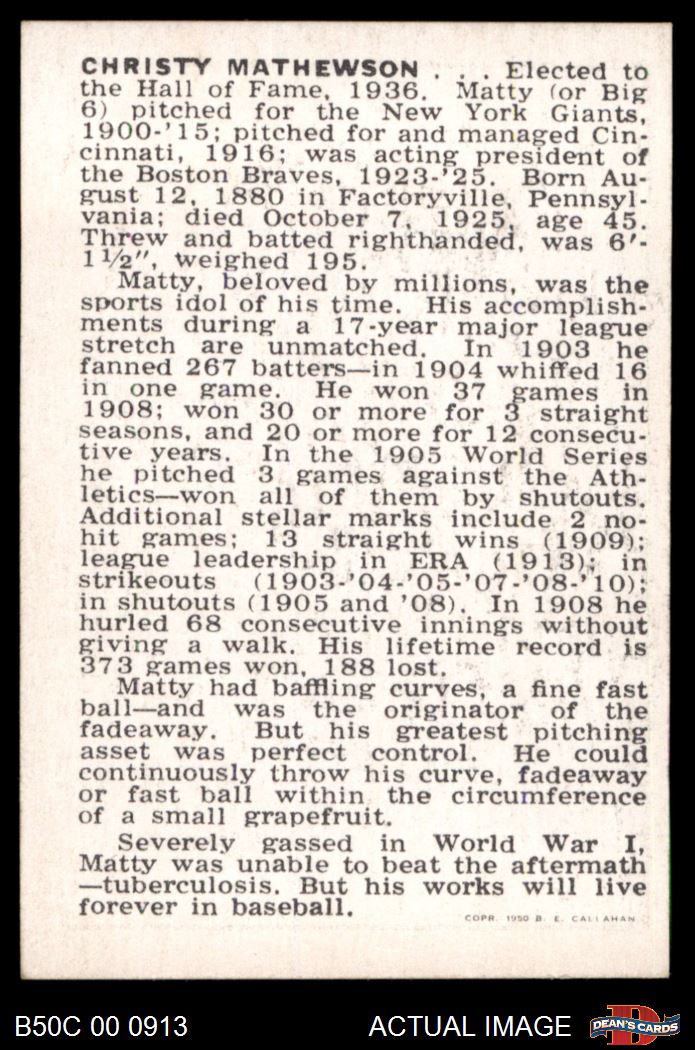 CHRISTY MATHEWSON . . . Elected to
the Hall of Fame, 1936. Matty (or Big
6) pitched for the New York Giants,
1900-'15; pitched for and managed Cin-
cinnati, 1916; was acting president of
the Boston Braves, 1923-'25. Born Au-
gust 12, 1880 in Factoryville, Pennsyl-
vania; died October 7, 1925, age 45.
Threw and batted righthanded, was 6'-
1½", weighed 195.
Matty, beloved by millions, was the
sports idol of his time. His accomplish-
ments during a 17-year major league
stretch are unmatched. In 1903 he
fanned 267 batters—in 1904 whiffed 16
in one game. He won 37 games in
1908; won 30 or more for 3 straight
seasons, and 20 or more for 12 consecu-
tive years. In the 1905 World Series
he pitched 3 games against the Ath-
letics—won all of them by shutouts.
Additional stellar marks include 2 no-
hit games; 13 straight wins (1909);
league leadership in ERA (1913); in
strikeouts (1903-'04-'05-'07-'08-'10);
in shutouts (1905 and '08). In 1908 he
hurled 68 consecutive innings without
giving a walk. His lifetime record is
373 games won, 188 lost.
Matty had baffling curves, a fine fast
ball—and was the originator of the
fadeaway. But his greatest pitching
asset was perfect control. He could
continuously throw his curve, fadeaway
or fast ball within the circumference
of a small grapefruit.
Severely gassed in World War I,
Matty was unable to beat the aftermath
—tuberculosis. But his works will live
forever in baseball.
COPR. 1950 B. E. CALLAHAN
B50C 00 0913
ACTUAL IMAGE
DEAN'S CARDS